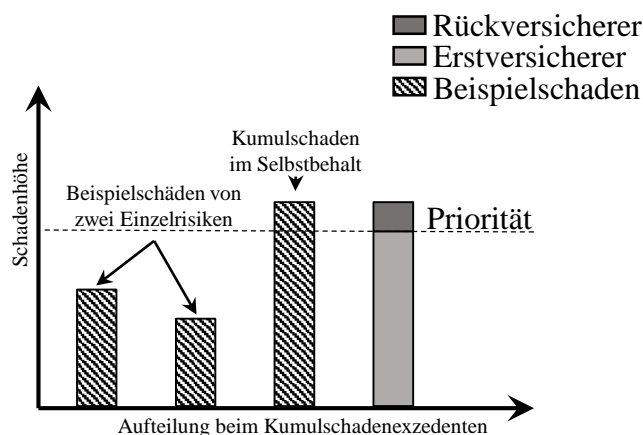 Rückversicherer
Erstversicherer
Beispielschaden
Schadenhöhe
Kumulschaden
im Selbstbehalt
Beispielschäden von
zwei Einzelrisiken
Priorität
Aufteilung beim Kumulschadenexzedenten